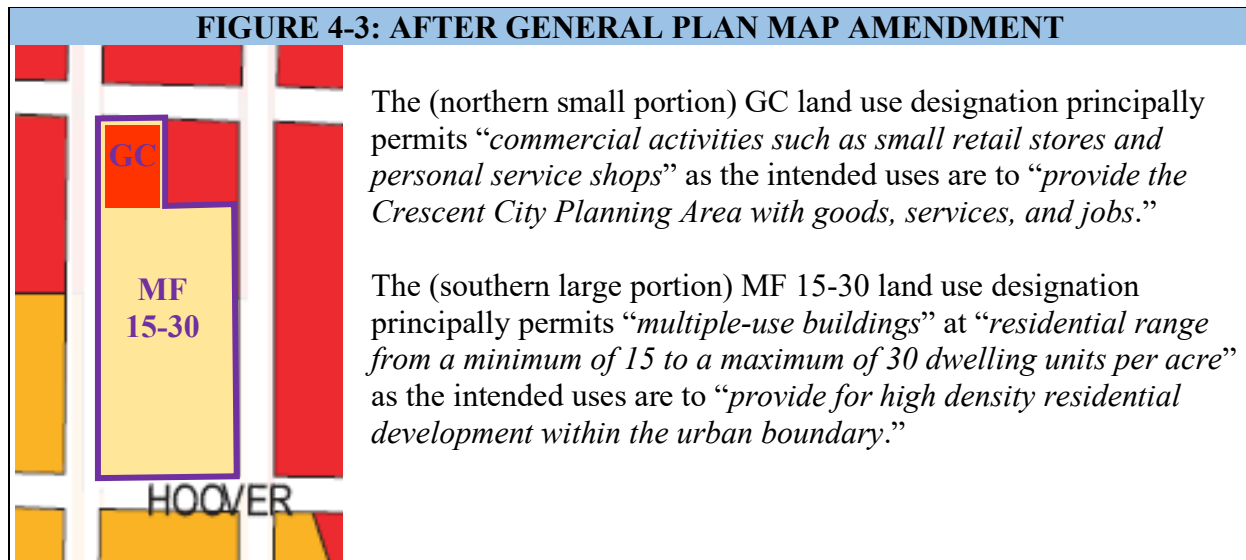 FIGURE 4-3: AFTER GENERAL PLAN MAP AMENDMENT
GC
MF
15-30
HOOVER
The (northern small portion) GC land use designation principally
permits “commercial activities such as small retail stores and
personal service shops” as the intended uses are to “provide the
Crescent City Planning Area with goods, services, and jobs.”
The (southern large portion) MF 15-30 land use designation
principally permits “multiple-use buildings” at “residential range
from a minimum of 15 to a maximum of 30 dwelling units per acre”
as the intended uses are to “provide for high density residential
development within the urban boundary.”